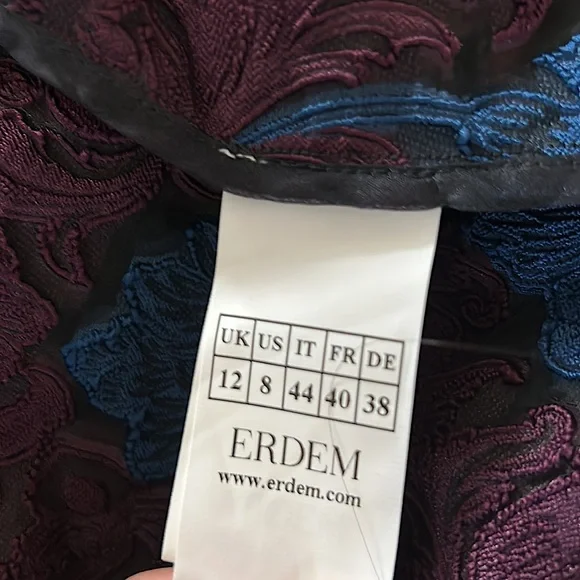 UK US IT FR DE
12 8 44 40 38
ERDEM
www.erdem.com